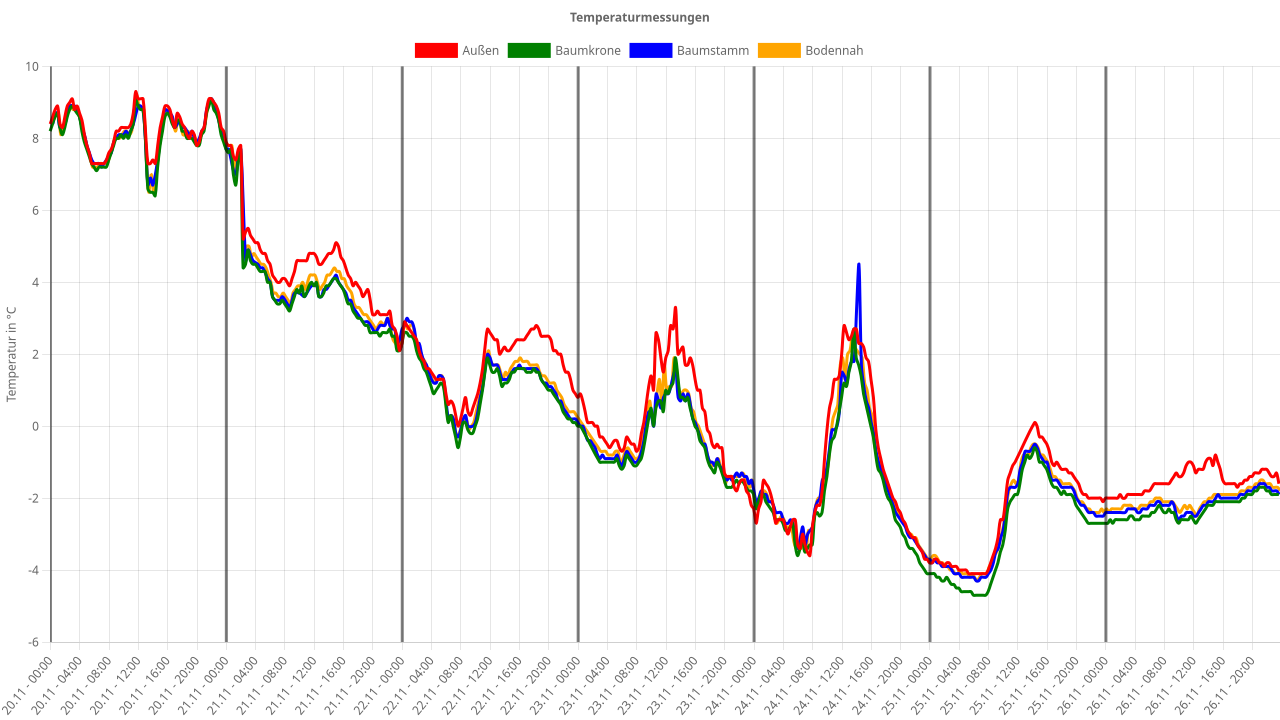 Temperaturmessungen
Außen Baumkrone Baumstamm Bodennah
Temperatur in °C
10
8
6
4
2
0
-2
-4
-6
20.11 - 00:00
20.11 - 04:00
20.11 - 08:00
20.11 - 12:00
20.11 - 16:00
20.11 - 20:00
21.11 - 00:00
21.11 - 04:00
21.11 - 08:00
21.11 - 12:00
21.11 - 16:00
21.11 - 20:00
22.11 - 00:00
22.11 - 04:00
22.11 - 08:00
22.11 - 12:00
22.11 - 16:00
22.11 - 20:00
23.11 - 00:00
23.11 - 04:00
23.11 - 08:00
23.11 - 12:00
23.11 - 16:00
23.11 - 20:00
24.11 - 00:00
24.11 - 04:00
24.11 - 08:00
24.11 - 12:00
24.11 - 16:00
24.11 - 20:00
25.11 - 00:00
25.11 - 04:00
25.11 - 08:00
25.11 - 12:00
25.11 - 16:00
25.11 - 20:00
26.11 - 00:00
26.11 - 04:00
26.11 - 08:00
26.11 - 12:00
26.11 - 16:00
26.11 - 20:00